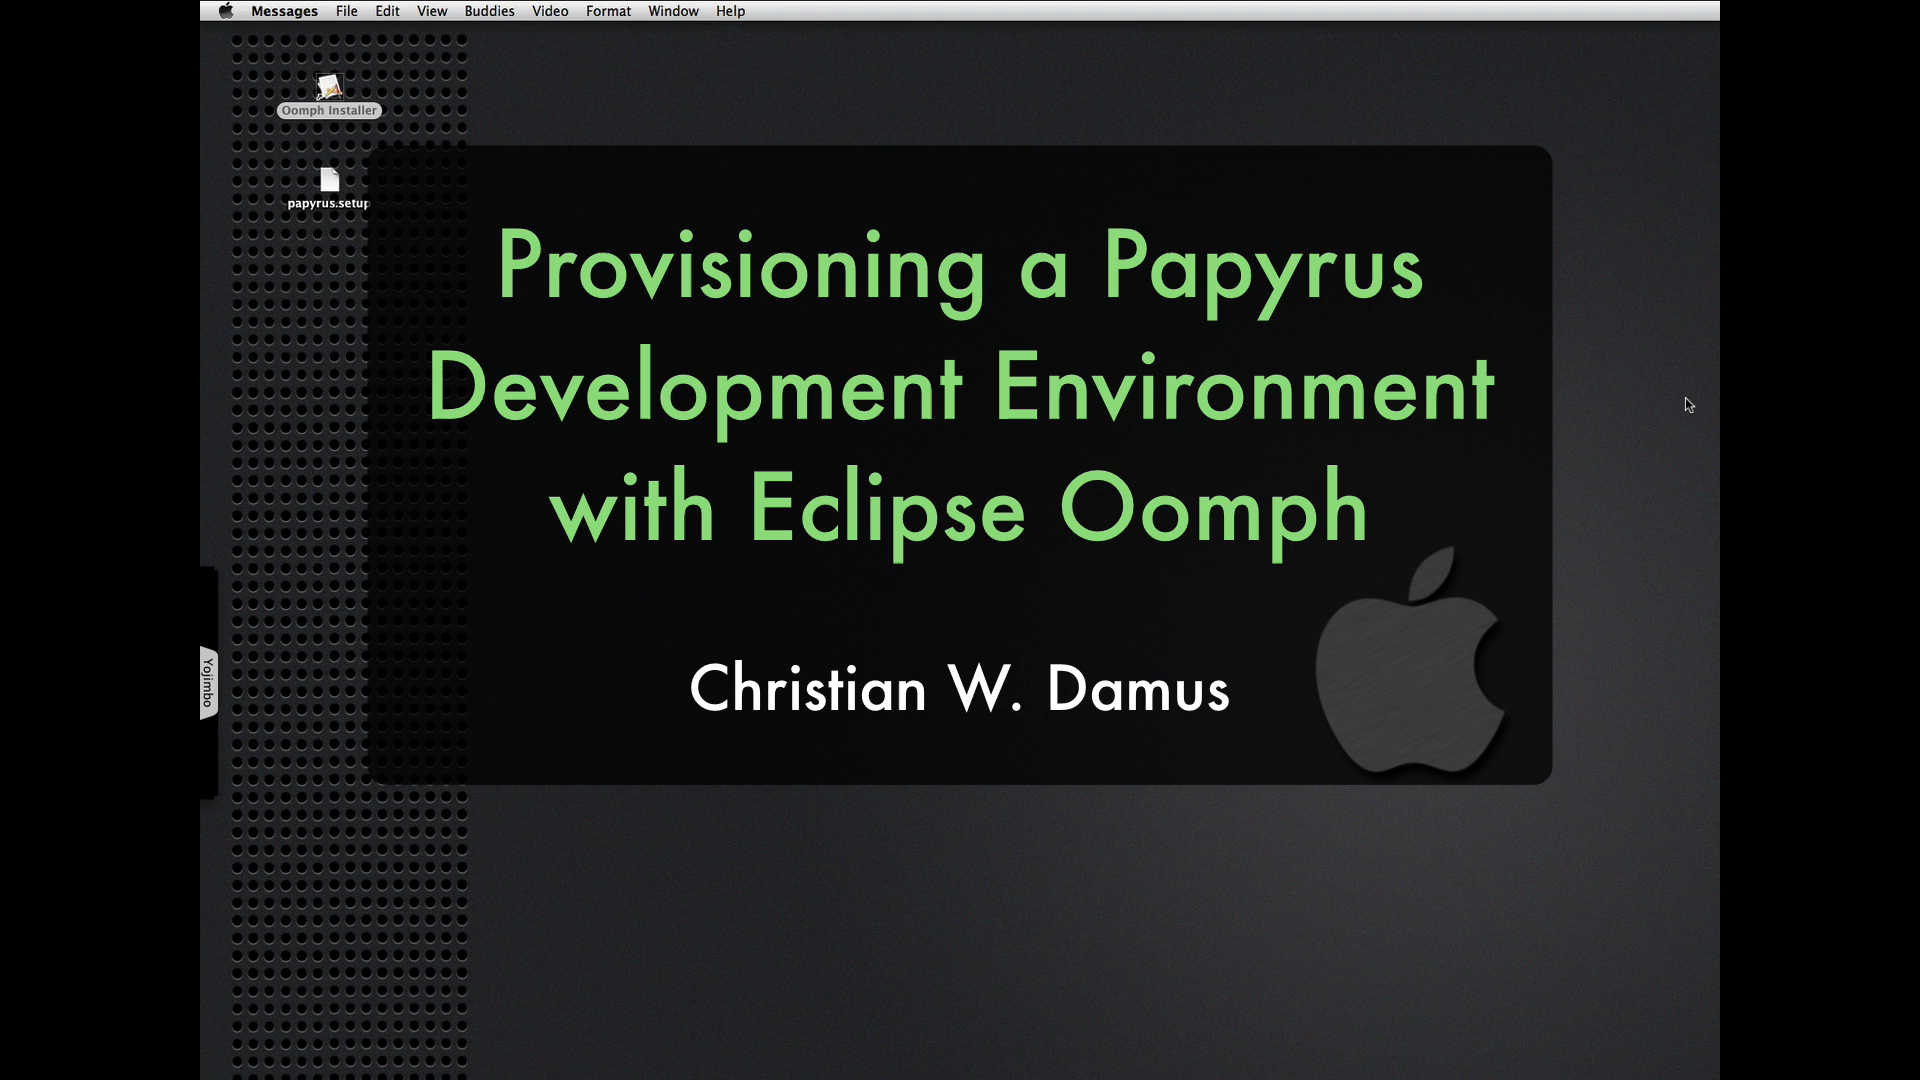 Messages File Edit View Buddies Video Format Window Help
Oomph Installer
papyrus.setup
Provisioning a Papyrus
Development Environment
with Eclipse Oomph
Christian W. Damus
Yojimbo